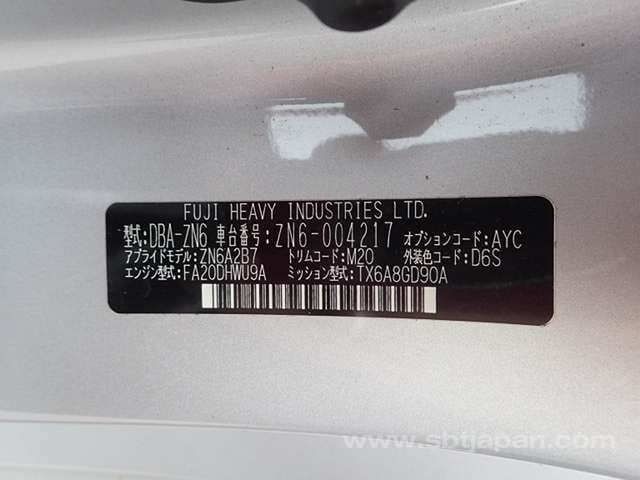 FUJI HEAVY INDUSTRIES LTD.
型式:DBA-ZN6 車台番号:ZN6-004217 オプションコード:AYC
アプライドモデル:ZN6A2B7 トリムコード:M20 外装色コード:D6S
エンジン型式:FA20DHWU9A ミッション型式:TX6A8GD90A
www.sbtjapan.com